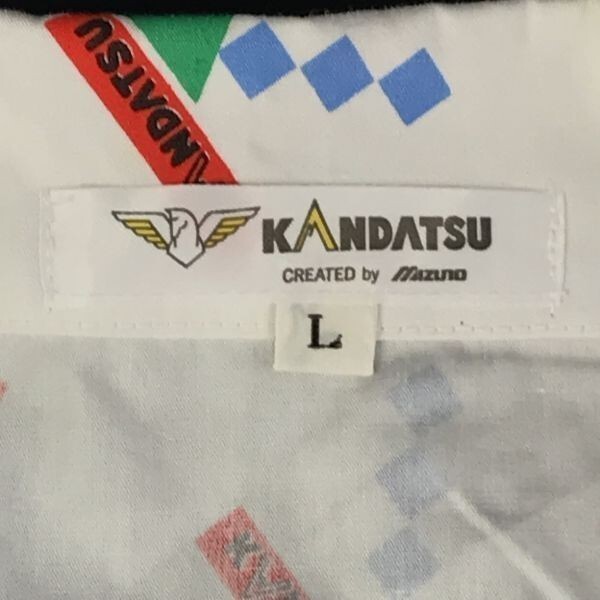 KANDATSU
KANDATSU
CREATED by MIZUNO
L